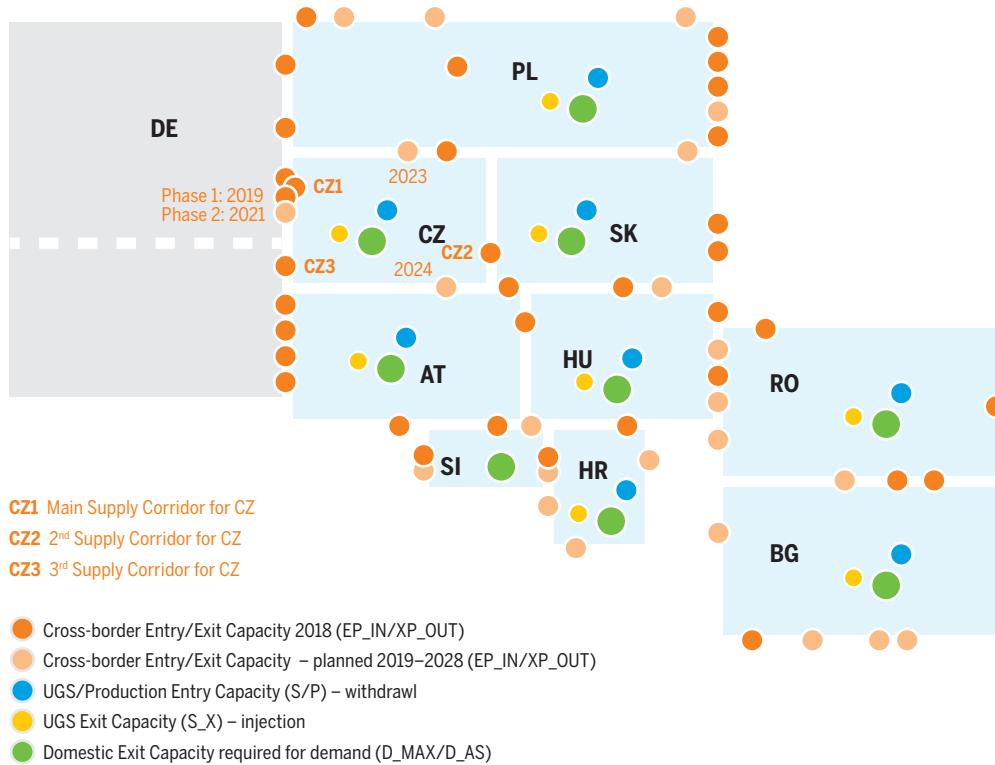 PL
DE
2023
CZ1
Phase 1: 2019
Phase 2: 2021
CZ
SK
CZ2
CZ3
2024
HU
AT
RO
SI
HR
CZ1 Main Supply Corridor for CZ
CZ2 2nd Supply Corridor for CZ
CZ3 3rd Supply Corridor for CZ
BG
Cross-border Entry/Exit Capacity 2018 (EP_IN/XP_OUT)
Cross-border Entry/Exit Capacity – planned 2019–2028 (EP_IN/XP_OUT)
UGS/Production Entry Capacity (S/P) – withdrawl
UGS Exit Capacity (S_X) – injection
Domestic Exit Capacity required for demand (D_MAX/D_AS)